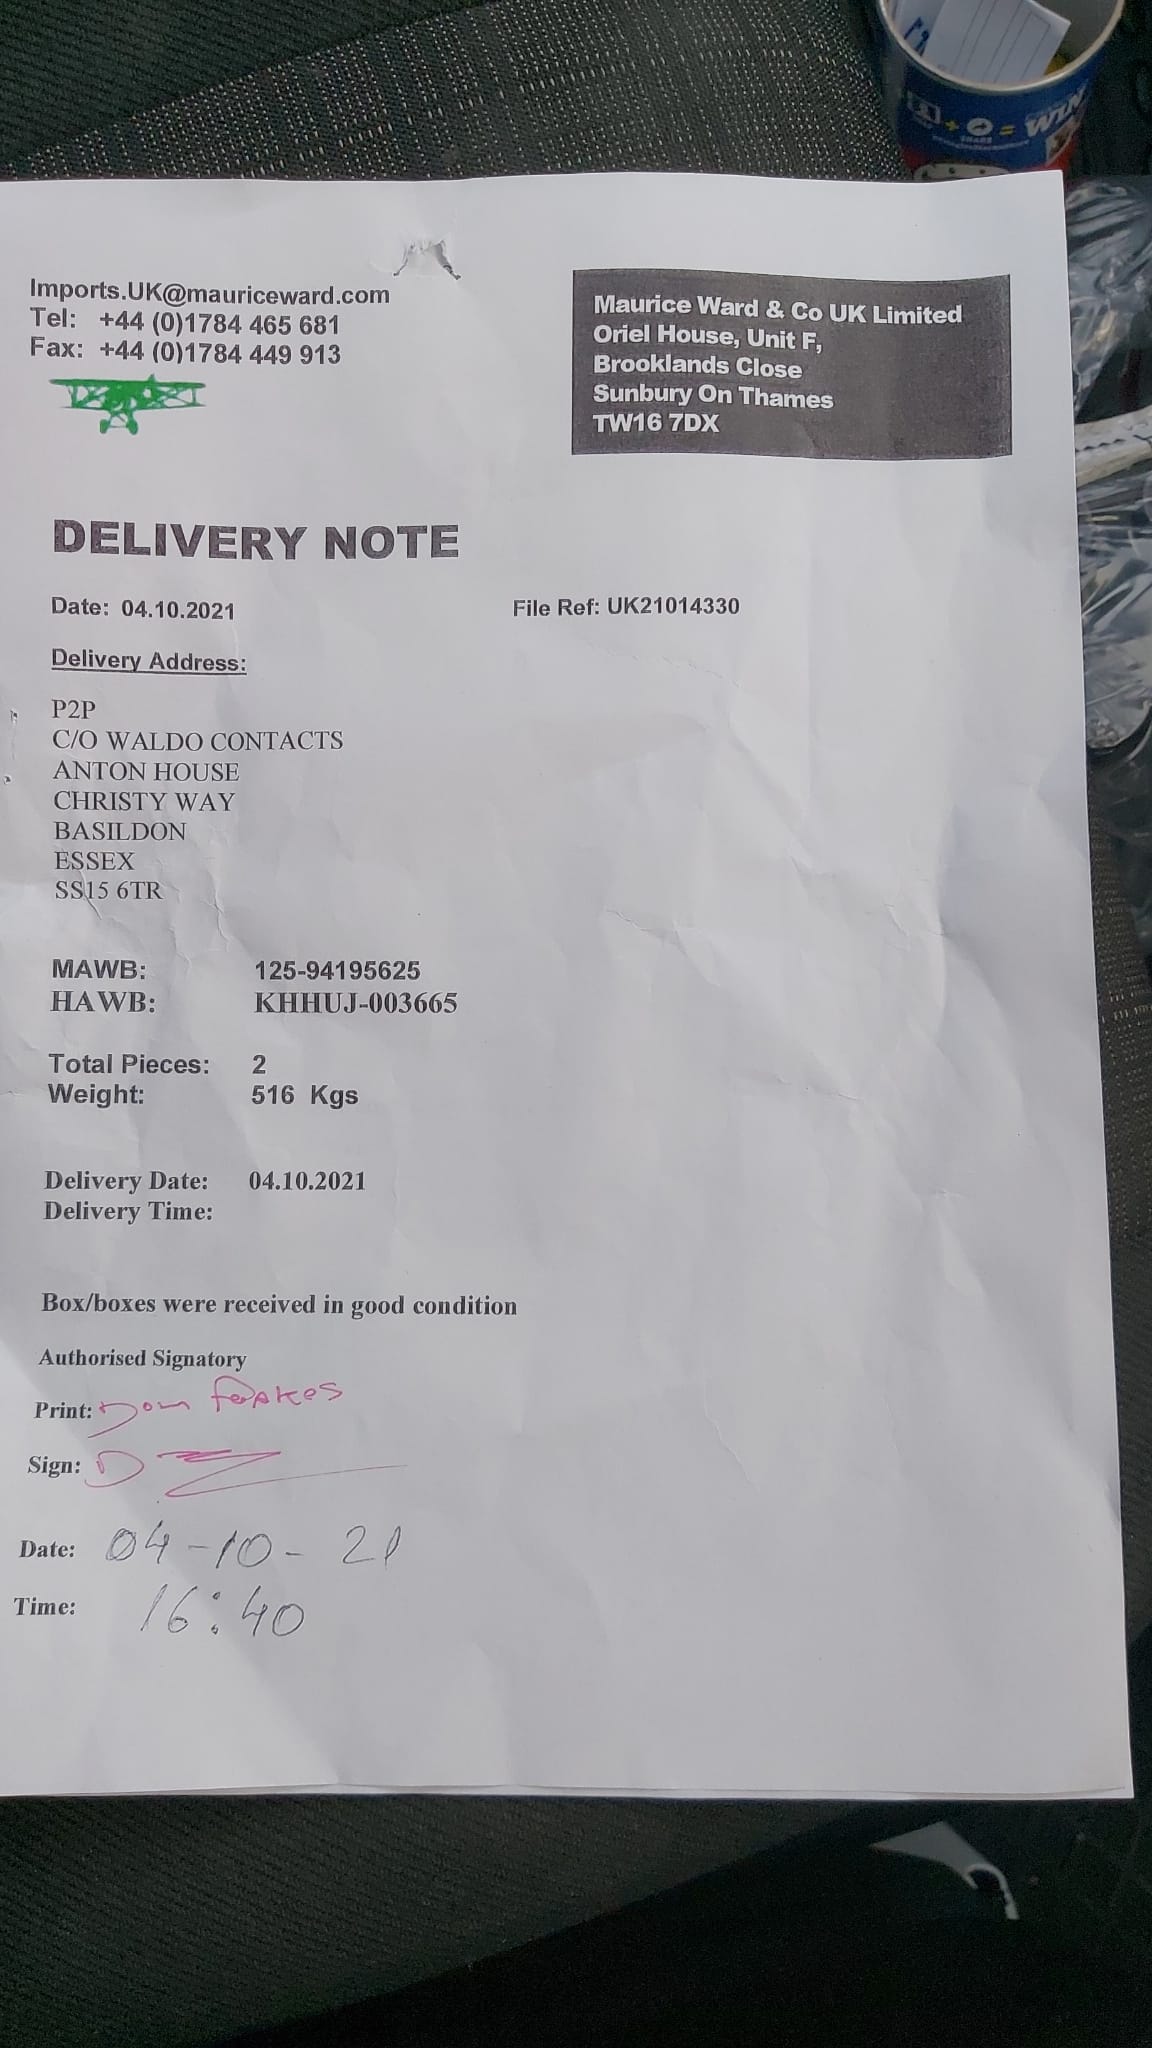 + = WIN
SHARE
Imports.UK@mauriceward.com
Tel: +44 (0)1784 465 681
Fax: +44 (0)1784 449 913
Maurice Ward & Co UK Limited
Oriel House, Unit F,
Brooklands Close
Sunbury On Thames
TW16 7DX
DELIVERY NOTE
Date: 04.10.2021
File Ref: UK21014330
Delivery Address:
P2P
C/O WALDO CONTACTS
ANTON HOUSE
CHRISTY WAY
BASILDON
ESSEX
SS15 6TR
MAWB: 125-94195625
HAWB: KHHUJ-003665
Total Pieces: 2
Weight: 516 Kgs
Delivery Date: 04.10.2021
Delivery Time:
Box/boxes were received in good condition
Authorised Signatory
Print: Dom
Sign:
Date: 04-10-21
Time: 16:40